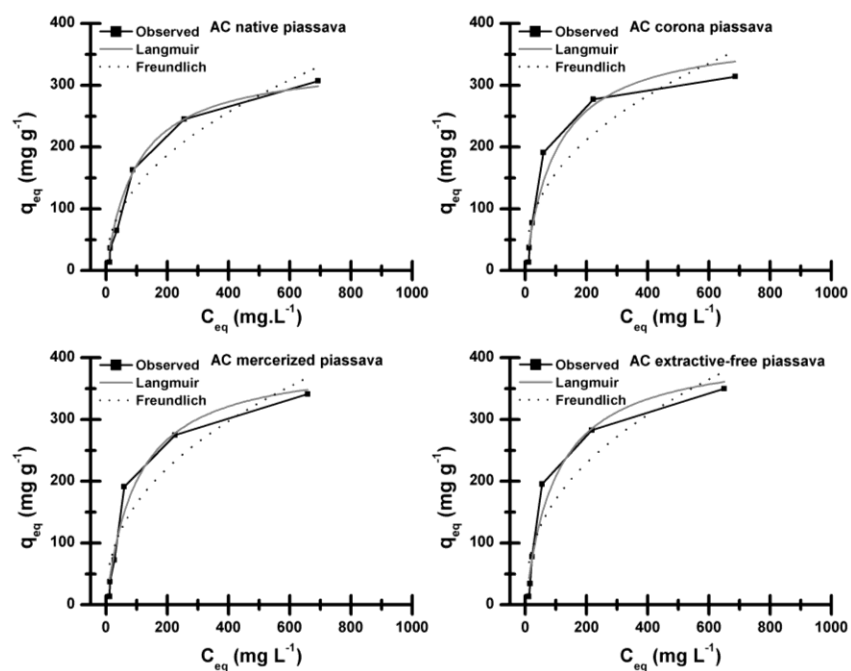 AC native piassava
Observed
Langmuir
Freundlich
400
300
200
100
0
q_eq (mg g⁻¹)
0 200 400 600 800 1000
C_eq (mg.L⁻¹)
AC corona piassava
Observed
Langmuir
Freundlich
400
300
200
100
0
q_eq (mg g⁻¹)
0 200 400 600 800 1000
C_eq (mg L⁻¹)
AC mercerized piassava
Observed
Langmuir
Freundlich
400
300
200
100
0
q_eq (mg g⁻¹)
0 200 400 600 800 1000
C_eq (mg L⁻¹)
AC extractive-free piassava
Observed
Langmuir
Freundlich
400
300
200
100
0
q_eq (mg g⁻¹)
0 200 400 600 800 1000
C_eq (mg L⁻¹)